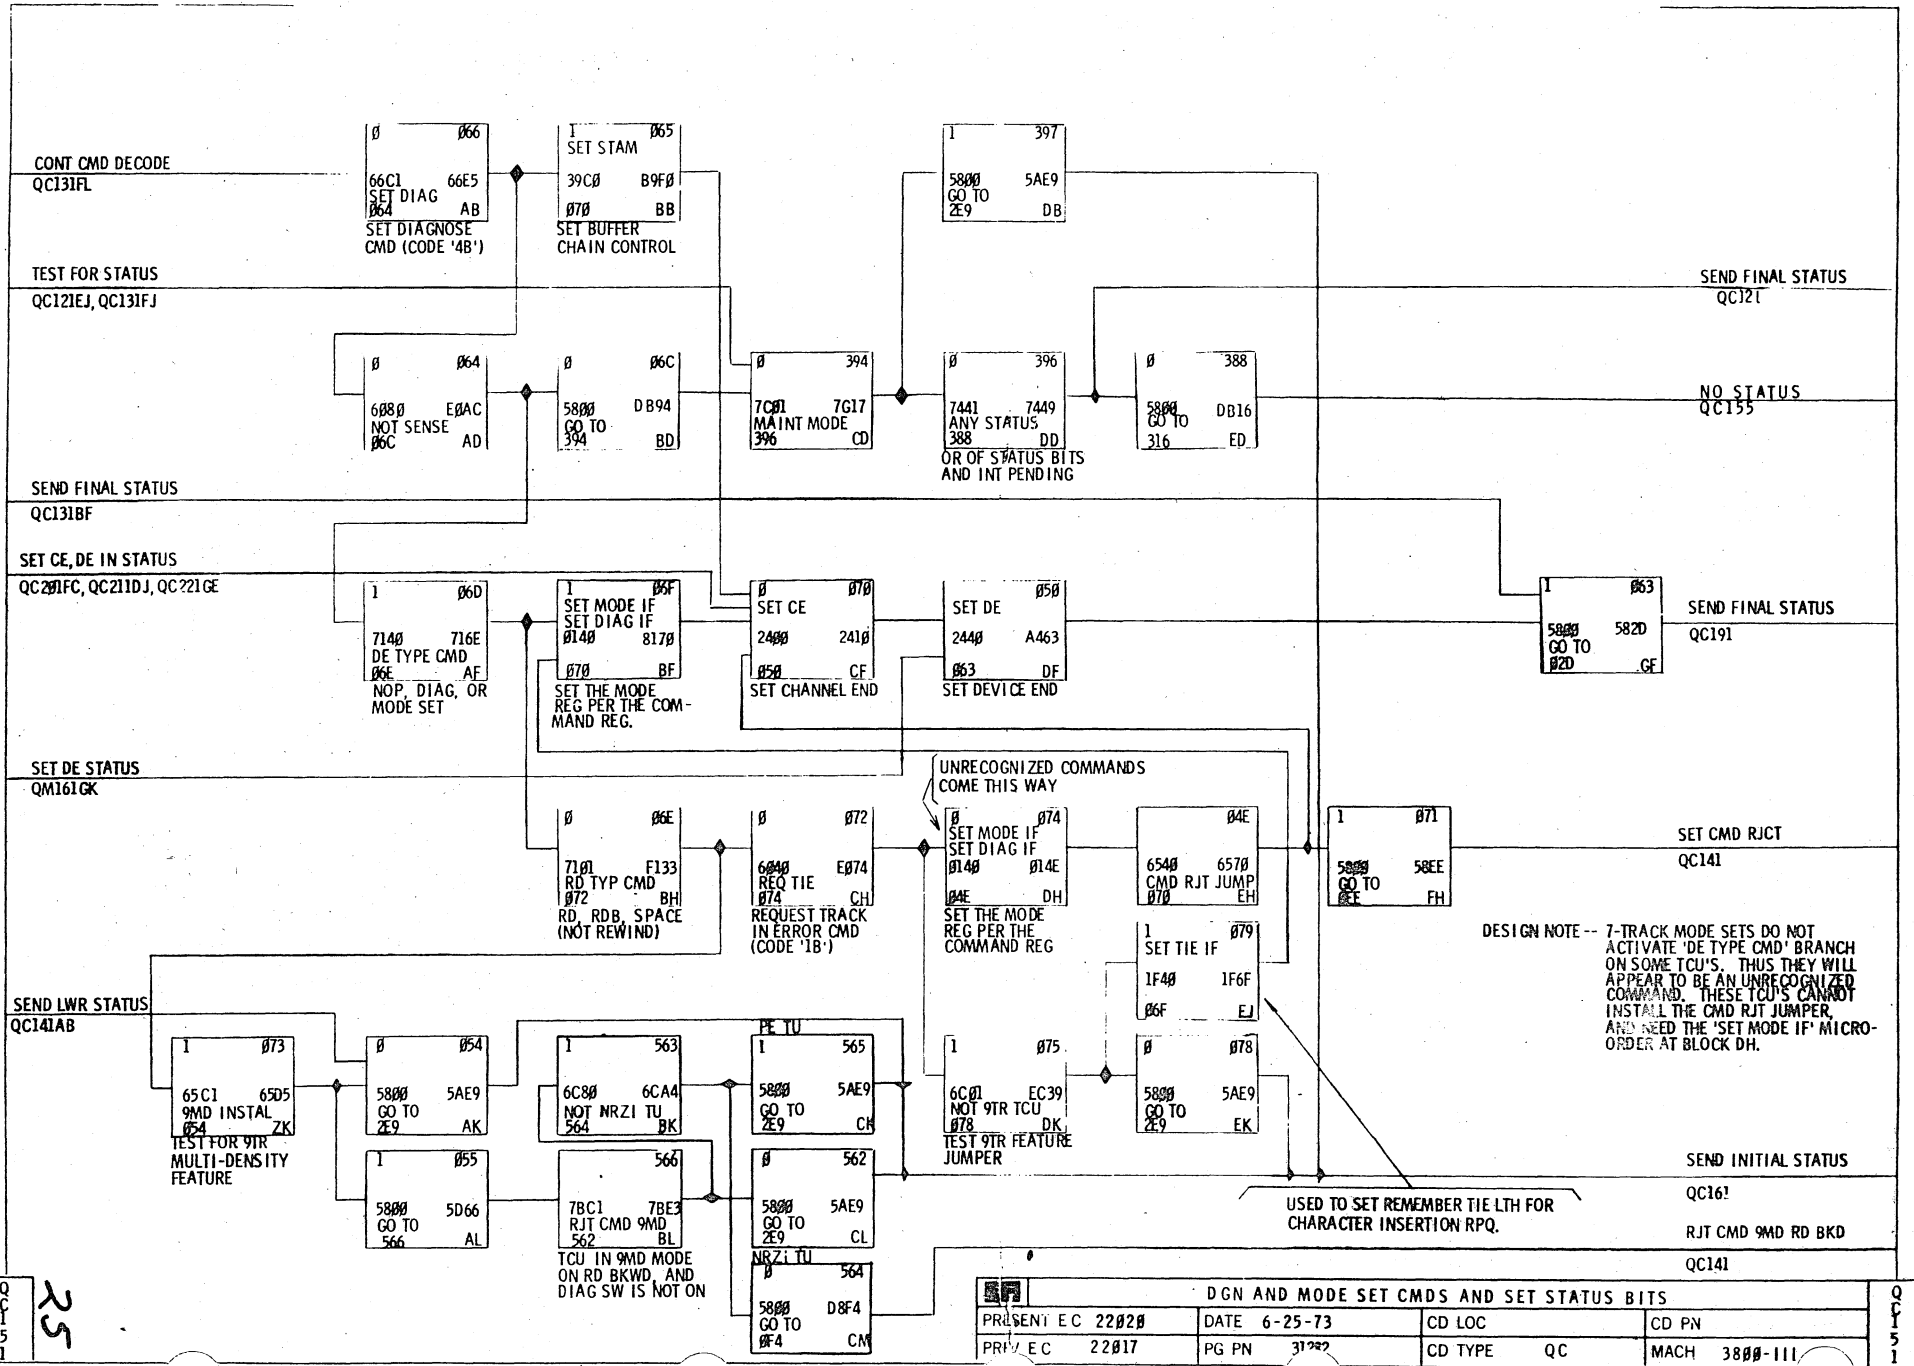 CONT CMD DECODE
QC131FL
Ø Ø66
66C1 66E5
SET DIAG
Ø64 AB
SET DIAGNOSE
CMD (CODE '4B')
1 Ø65
SET STAM
39CØ B9FØ
Ø7Ø BB
SET BUFFER
CHAIN CONTROL
1 397
58ØØ 5AE9
GO TO
2E9 DB
TEST FOR STATUS
QC121EJ, QC131FJ
SEND FINAL STATUS
QC121
Ø Ø64
6Ø8Ø EØAC
NOT SENSE
Ø6C AD
Ø Ø6C
58ØØ DB94
GO TO
394 BD
Ø 394
7CØ1 7G17
MAINT MODE
396 CD
Ø 396
7441 7449
ANY STATUS
388 DD
OR OF STATUS BITS
AND INT PENDING
Ø 388
58ØØ DB16
GO TO
316 ED
NO STATUS
QC155
SEND FINAL STATUS
QC131BF
SET CE, DE IN STATUS
QC2Ø1FC, QC211DJ, QC221GE
1 Ø6D
714Ø 716E
DE TYPE CMD
Ø6E AF
NOP, DIAG, OR
MODE SET
1 Ø6F
SET MODE IF
SET DIAG IF
Ø14Ø 817Ø
Ø7Ø BF
SET THE MODE
REG PER THE COM-
MAND REG.
Ø Ø7Ø
SET CE
24ØØ 241Ø
Ø5Ø CF
SET CHANNEL END
Ø5Ø
SET DE
244Ø A463
Ø63 DF
SET DEVICE END
1 Ø63
58ØØ 582D
GO TO
Ø2D GF
SEND FINAL STATUS
QC191
SET DE STATUS
QM161GK
UNRECOGNIZED COMMANDS
COME THIS WAY
Ø Ø6E
71Ø1 F133
RD TYP CMD
Ø72 BH
RD, RDB, SPACE
(NOT REWIND)
Ø Ø72
6Ø4Ø EØ74
REQ TIE
Ø74 CH
REQUEST TRACK
IN ERROR CMD
(CODE '1B')
Ø Ø74
SET MODE IF
SET DIAG IF
Ø14Ø Ø14E
Ø4E DH
SET THE MODE
REG PER THE
COMMAND REG
Ø4E
654Ø 657Ø
CMD RJT JUMP
Ø7Ø EH
1 Ø71
58ØØ 58EE
GO TO
ØEE FH
SET CMD RJCT
QC141
1 Ø79
SET TIE IF
1F4Ø 1F6F
Ø6F EJ
DESIGN NOTE -- 7-TRACK MODE SETS DO NOT
ACTIVATE 'DE TYPE CMD' BRANCH
ON SOME TCU'S. THUS THEY WILL
APPEAR TO BE AN UNRECOGNIZED
COMMAND. THESE TCU'S CANNOT
INSTALL THE CMD RJT JUMPER,
AND NEED THE 'SET MODE IF' MICRO-
ORDER AT BLOCK DH.
SEND LWR STATUS
QC141AB
1 Ø73
65C1 65D5
9MD INSTAL
Ø54 ZK
TEST FOR 9TR
MULTI-DENSITY
FEATURE
Ø Ø54
58ØØ 5AE9
GO TO
2E9 AK
1 563
6C8Ø 6CA4
NOT NRZI TU
564 BK
PE TU
1 565
58ØØ 5AE9
GO TO
2E9 CK
1 Ø75
6CØ1 EC39
NOT 9TR TCU
Ø78 DK
TEST 9TR FEATURE
JUMPER
Ø Ø78
58ØØ 5AE9
GO TO
2E9 EK
1 Ø55
58ØØ 5D66
GO TO
566 AL
566
7BC1 7BE3
RJT CMD 9MD
562 BL
TCU IN 9MD MODE
ON RD BKWD, AND
DIAG SW IS NOT ON
Ø 562
58ØØ 5AE9
GO TO
2E9 CL
NRZI TU
Ø 564
58ØØ D8F4
GO TO
ØF4 CM
SEND INITIAL STATUS
QC161
USED TO SET REMEMBER TIE LTH FOR
CHARACTER INSERTION RPQ.
RJT CMD 9MD RD BKD
QC141
QC151
25
DGN AND MODE SET CMDS AND SET STATUS BITS
PRESENT EC 22Ø2Ø DATE 6-25-73 CD LOC CD PN
PREV EC 22Ø17 PG PN CD TYPE QC MACH 38ØØ-III
QC151